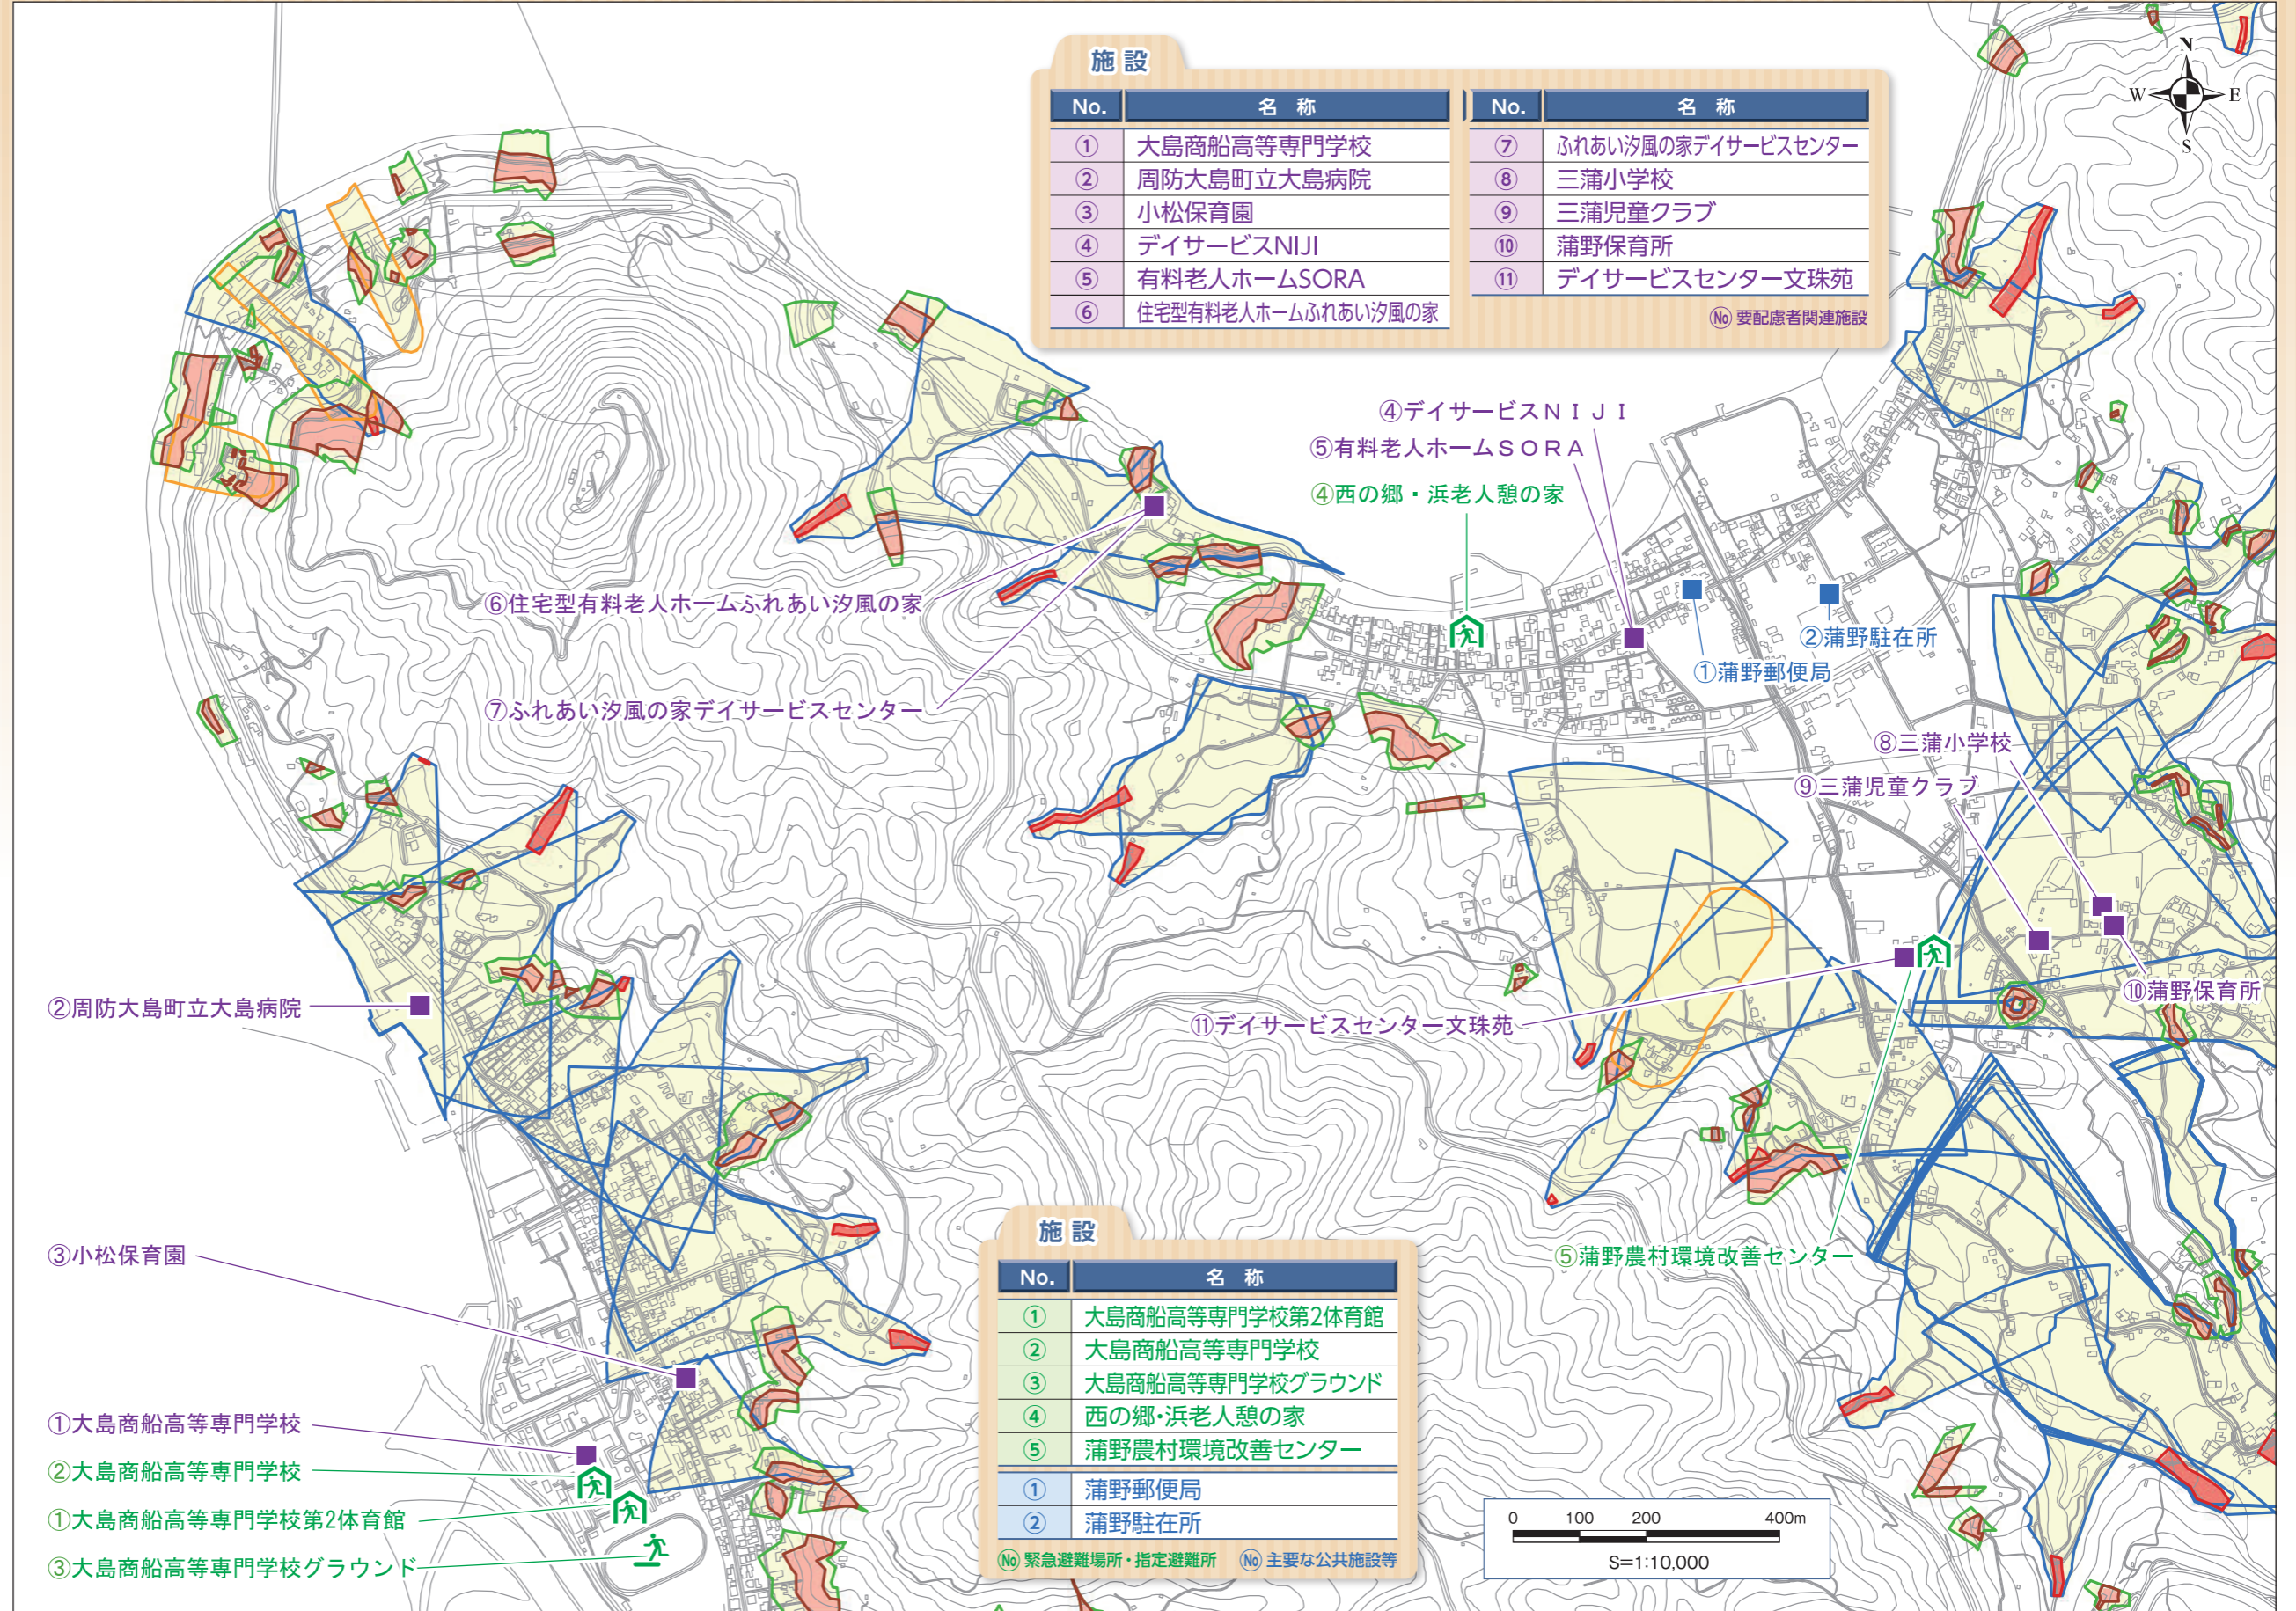 施設
No. 名称
① 大島商船高等専門学校
② 周防大島町立大島病院
③ 小松保育園
④ デイサービスNIJI
⑤ 有料老人ホームSORA
⑥ 住宅型有料老人ホームふれあい汐風の家
No. 名称
⑦ ふれあい汐風の家デイサービスセンター
⑧ 三蒲小学校
⑨ 三蒲児童クラブ
⑩ 蒲野保育所
⑪ デイサービスセンター文珠苑
No 要配慮者関連施設
N
W E
S
④デイサービスNIJI
⑤有料老人ホームSORA
④西の郷・浜老人憩の家
⑥住宅型有料老人ホームふれあい汐風の家
②蒲野駐在所
①蒲野郵便局
⑦ふれあい汐風の家デイサービスセンター
⑧三蒲小学校
⑨三蒲児童クラブ
⑩蒲野保育所
②周防大島町立大島病院
⑪デイサービスセンター文珠苑
③小松保育園
⑤蒲野農村環境改善センター
①大島商船高等専門学校
②大島商船高等専門学校
①大島商船高等専門学校第2体育館
③大島商船高等専門学校グラウンド
施設
No. 名称
① 大島商船高等専門学校第2体育館
② 大島商船高等専門学校
③ 大島商船高等専門学校グラウンド
④ 西の郷・浜老人憩の家
⑤ 蒲野農村環境改善センター
① 蒲野郵便局
② 蒲野駐在所
No 緊急避難場所・指定避難所 No 主要な公共施設等
0 100 200 400m
S=1:10,000